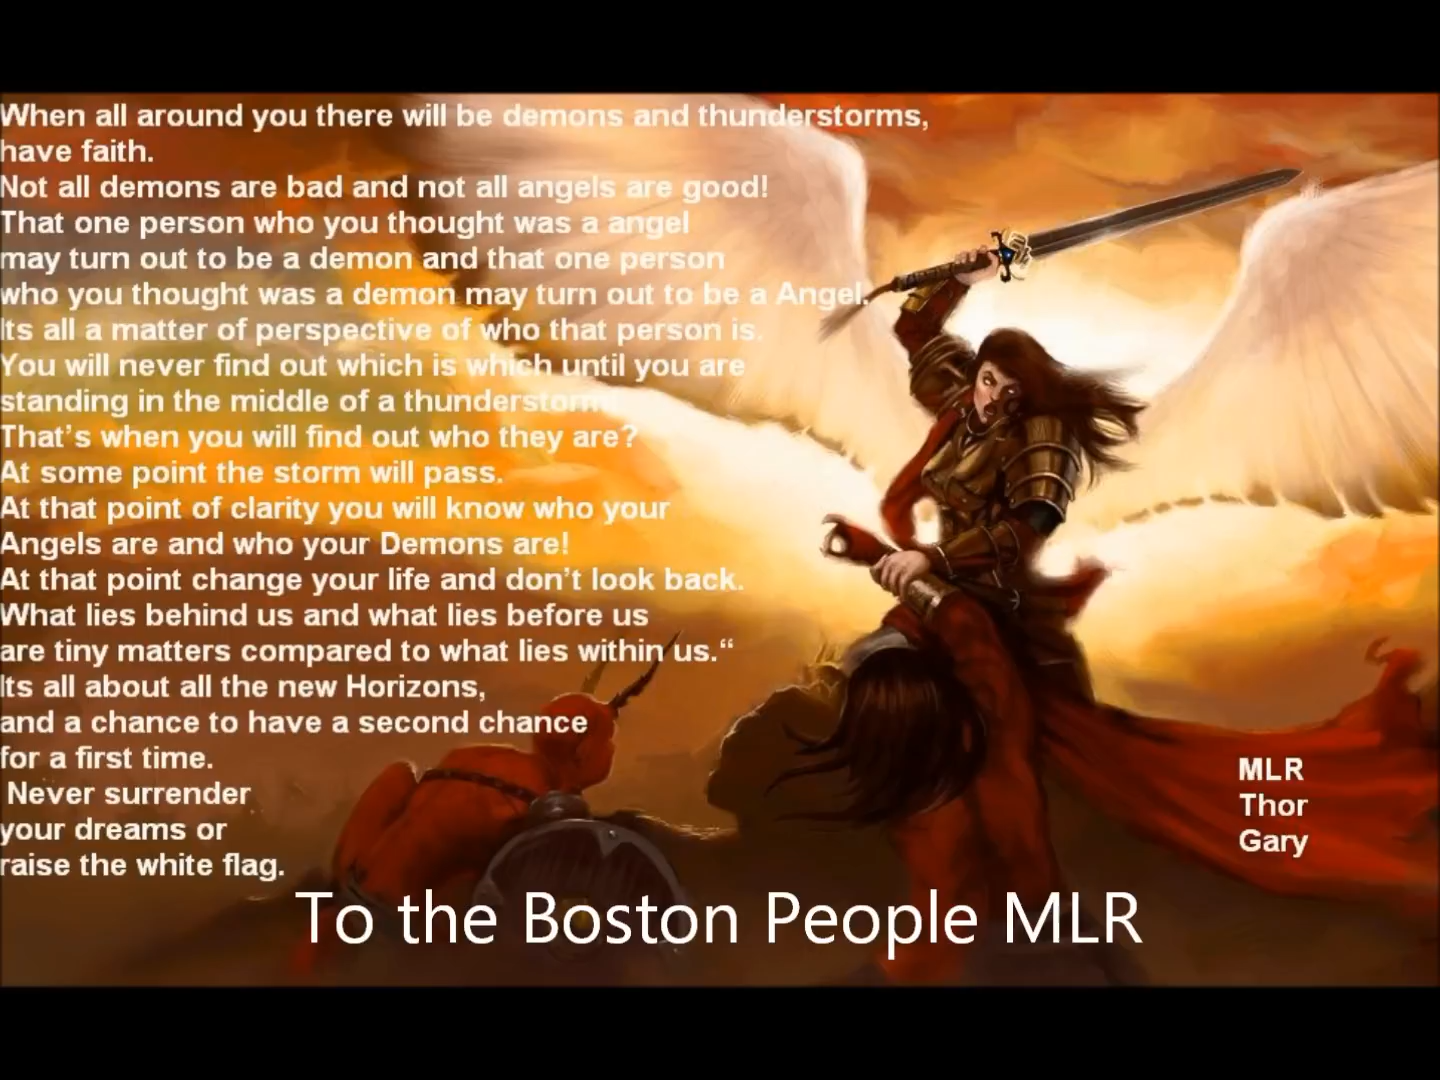 When all around you there will be demons and thunderstorms,
have faith.
Not all demons are bad and not all angels are good!
That one person who you thought was a angel
may turn out to be a demon and that one person
who you thought was a demon may turn out to be a Angel.
Its all a matter of perspective of who that person is.
You will never find out which is which until you are
standing in the middle of a thunderstorm!
That’s when you will find out who they are?
At some point the storm will pass.
At that point of clarity you will know who your
Angels are and who your Demons are!
At that point change your life and don’t look back.
What lies behind us and what lies before us
are tiny matters compared to what lies within us.“
Its all about all the new Horizons,
and a chance to have a second chance
for a first time.
Never surrender
your dreams or
raise the white flag.
MLR
Thor
Gary
To the Boston People MLR